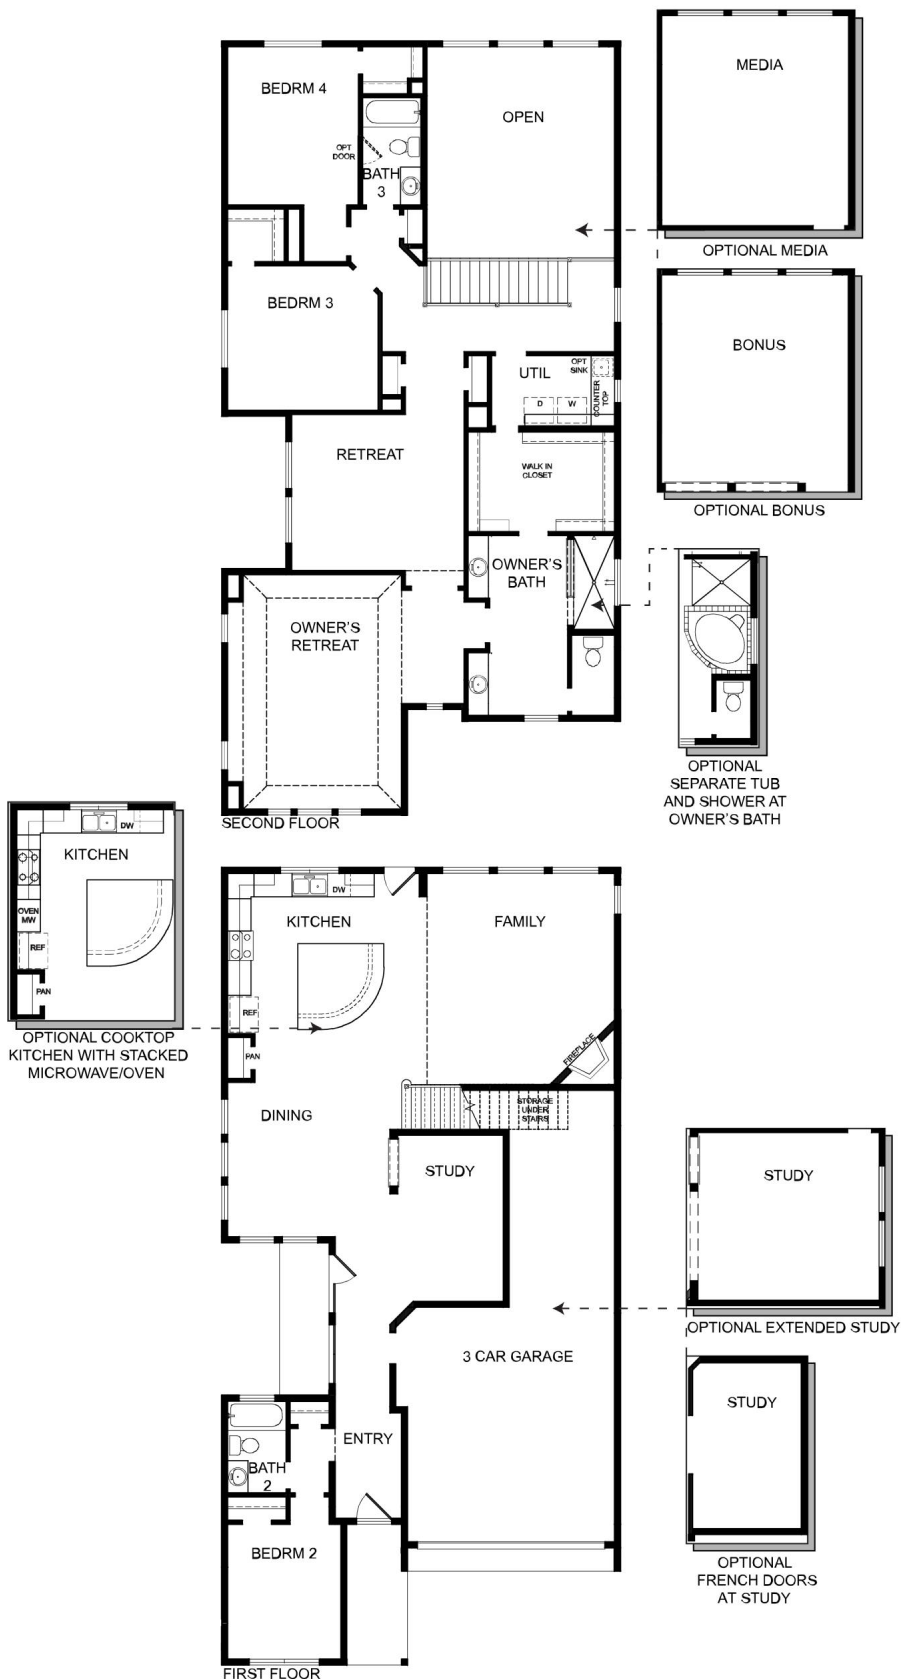 MEDIA
BEDRM 4
OPEN
OPT
DOOR
BATH
3
OPTIONAL MEDIA
BEDRM 3
BONUS
UTIL
OPT
SINK
D
W
COUNTER
TOP
RETREAT
WALK IN
CLOSET
OPTIONAL BONUS
OWNER'S
BATH
OWNER'S
RETREAT
OPTIONAL
SEPARATE TUB
AND SHOWER AT
OWNER'S BATH
SECOND FLOOR
DW
KITCHEN
OVEN
MW
REF
PAN
OPTIONAL COOKTOP
KITCHEN WITH STACKED
MICROWAVE/OVEN
DW
KITCHEN
FAMILY
REF
PAN
FIREPLACE
DINING
STORAGE
UNDER
STAIRS
STUDY
STUDY
OPTIONAL EXTENDED STUDY
3 CAR GARAGE
STUDY
ENTRY
BATH
2
BEDRM 2
OPTIONAL
FRENCH DOORS
AT STUDY
FIRST FLOOR